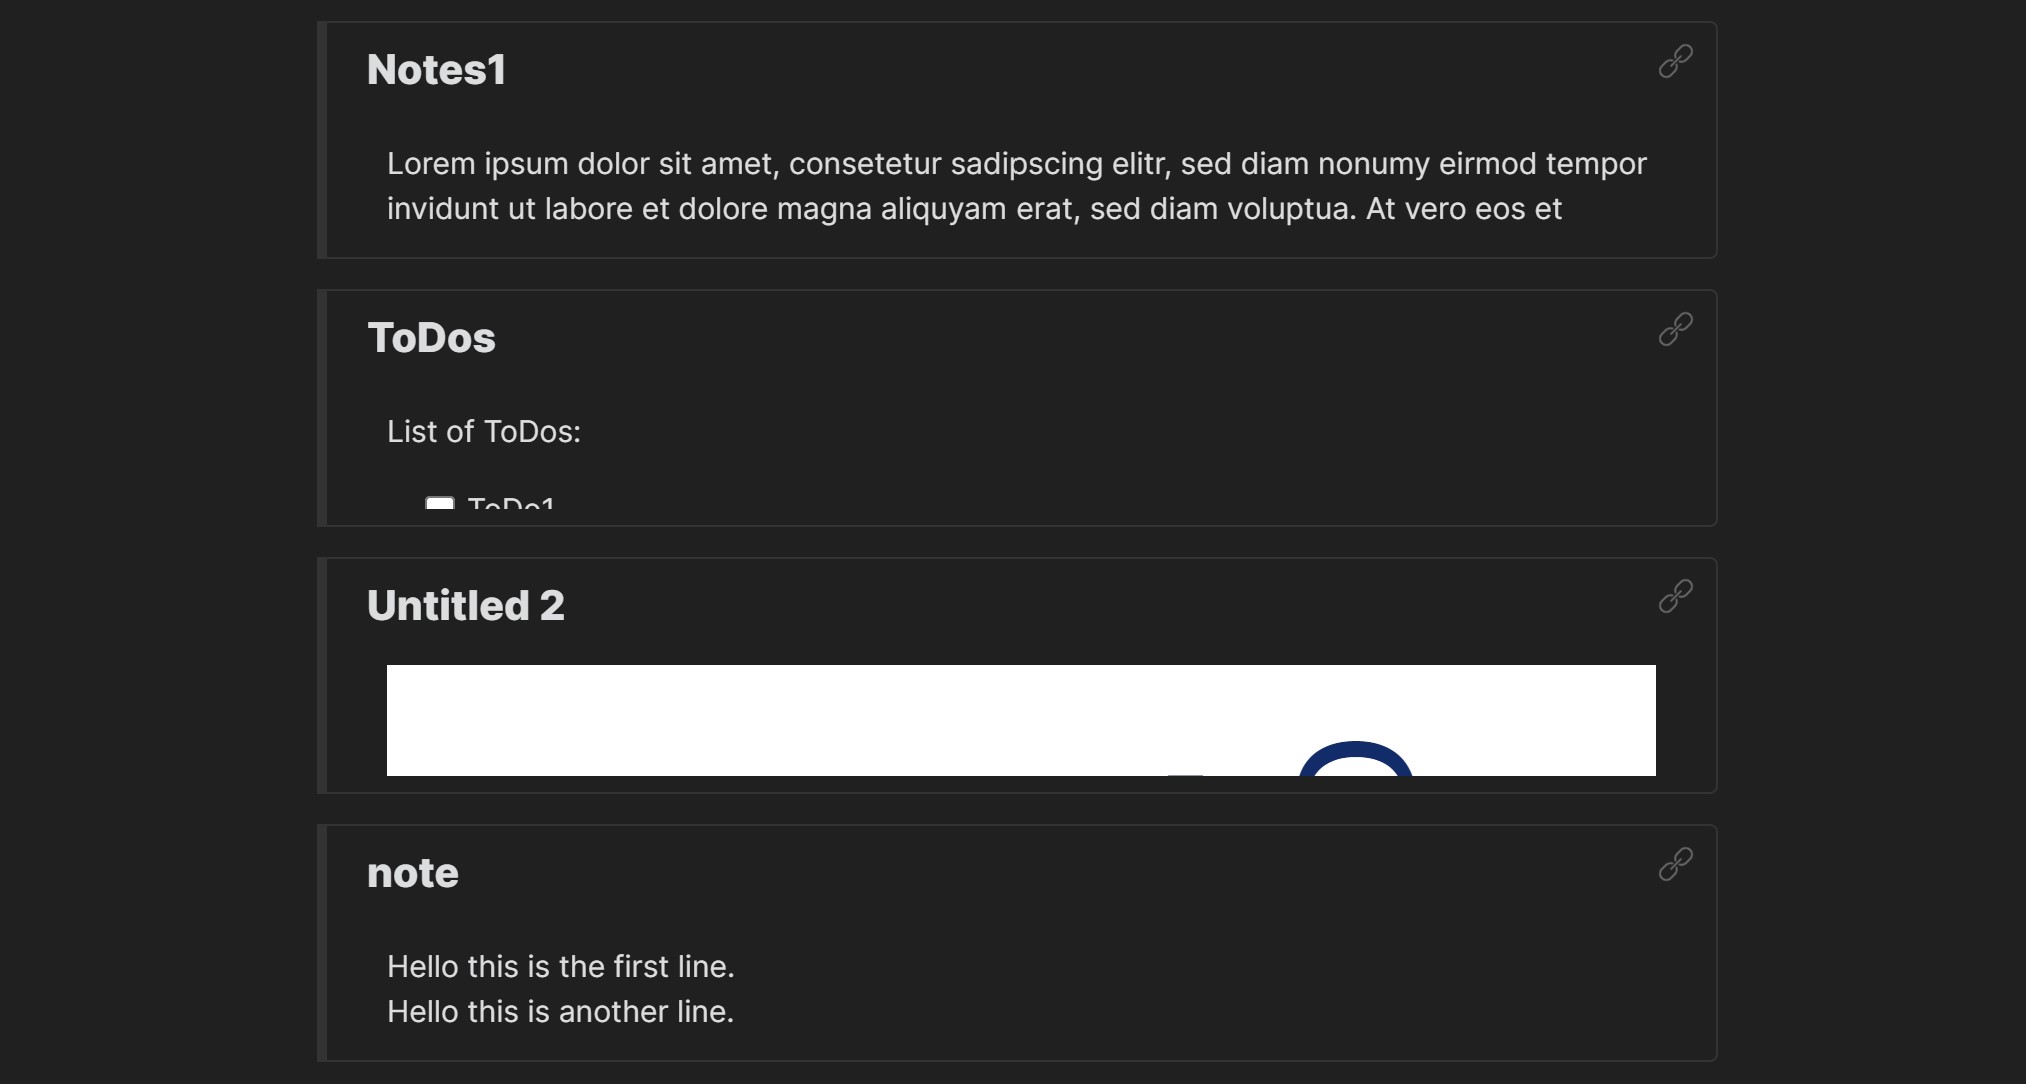 Notes1
Lorem ipsum dolor sit amet, consetetur sadipscing elitr, sed diam nonumy eirmod tempor
invidunt ut labore et dolore magna aliquyam erat, sed diam voluptua. At vero eos et
ToDos
List of ToDos:
ToDo1
Untitled 2
note
Hello this is the first line.
Hello this is another line.